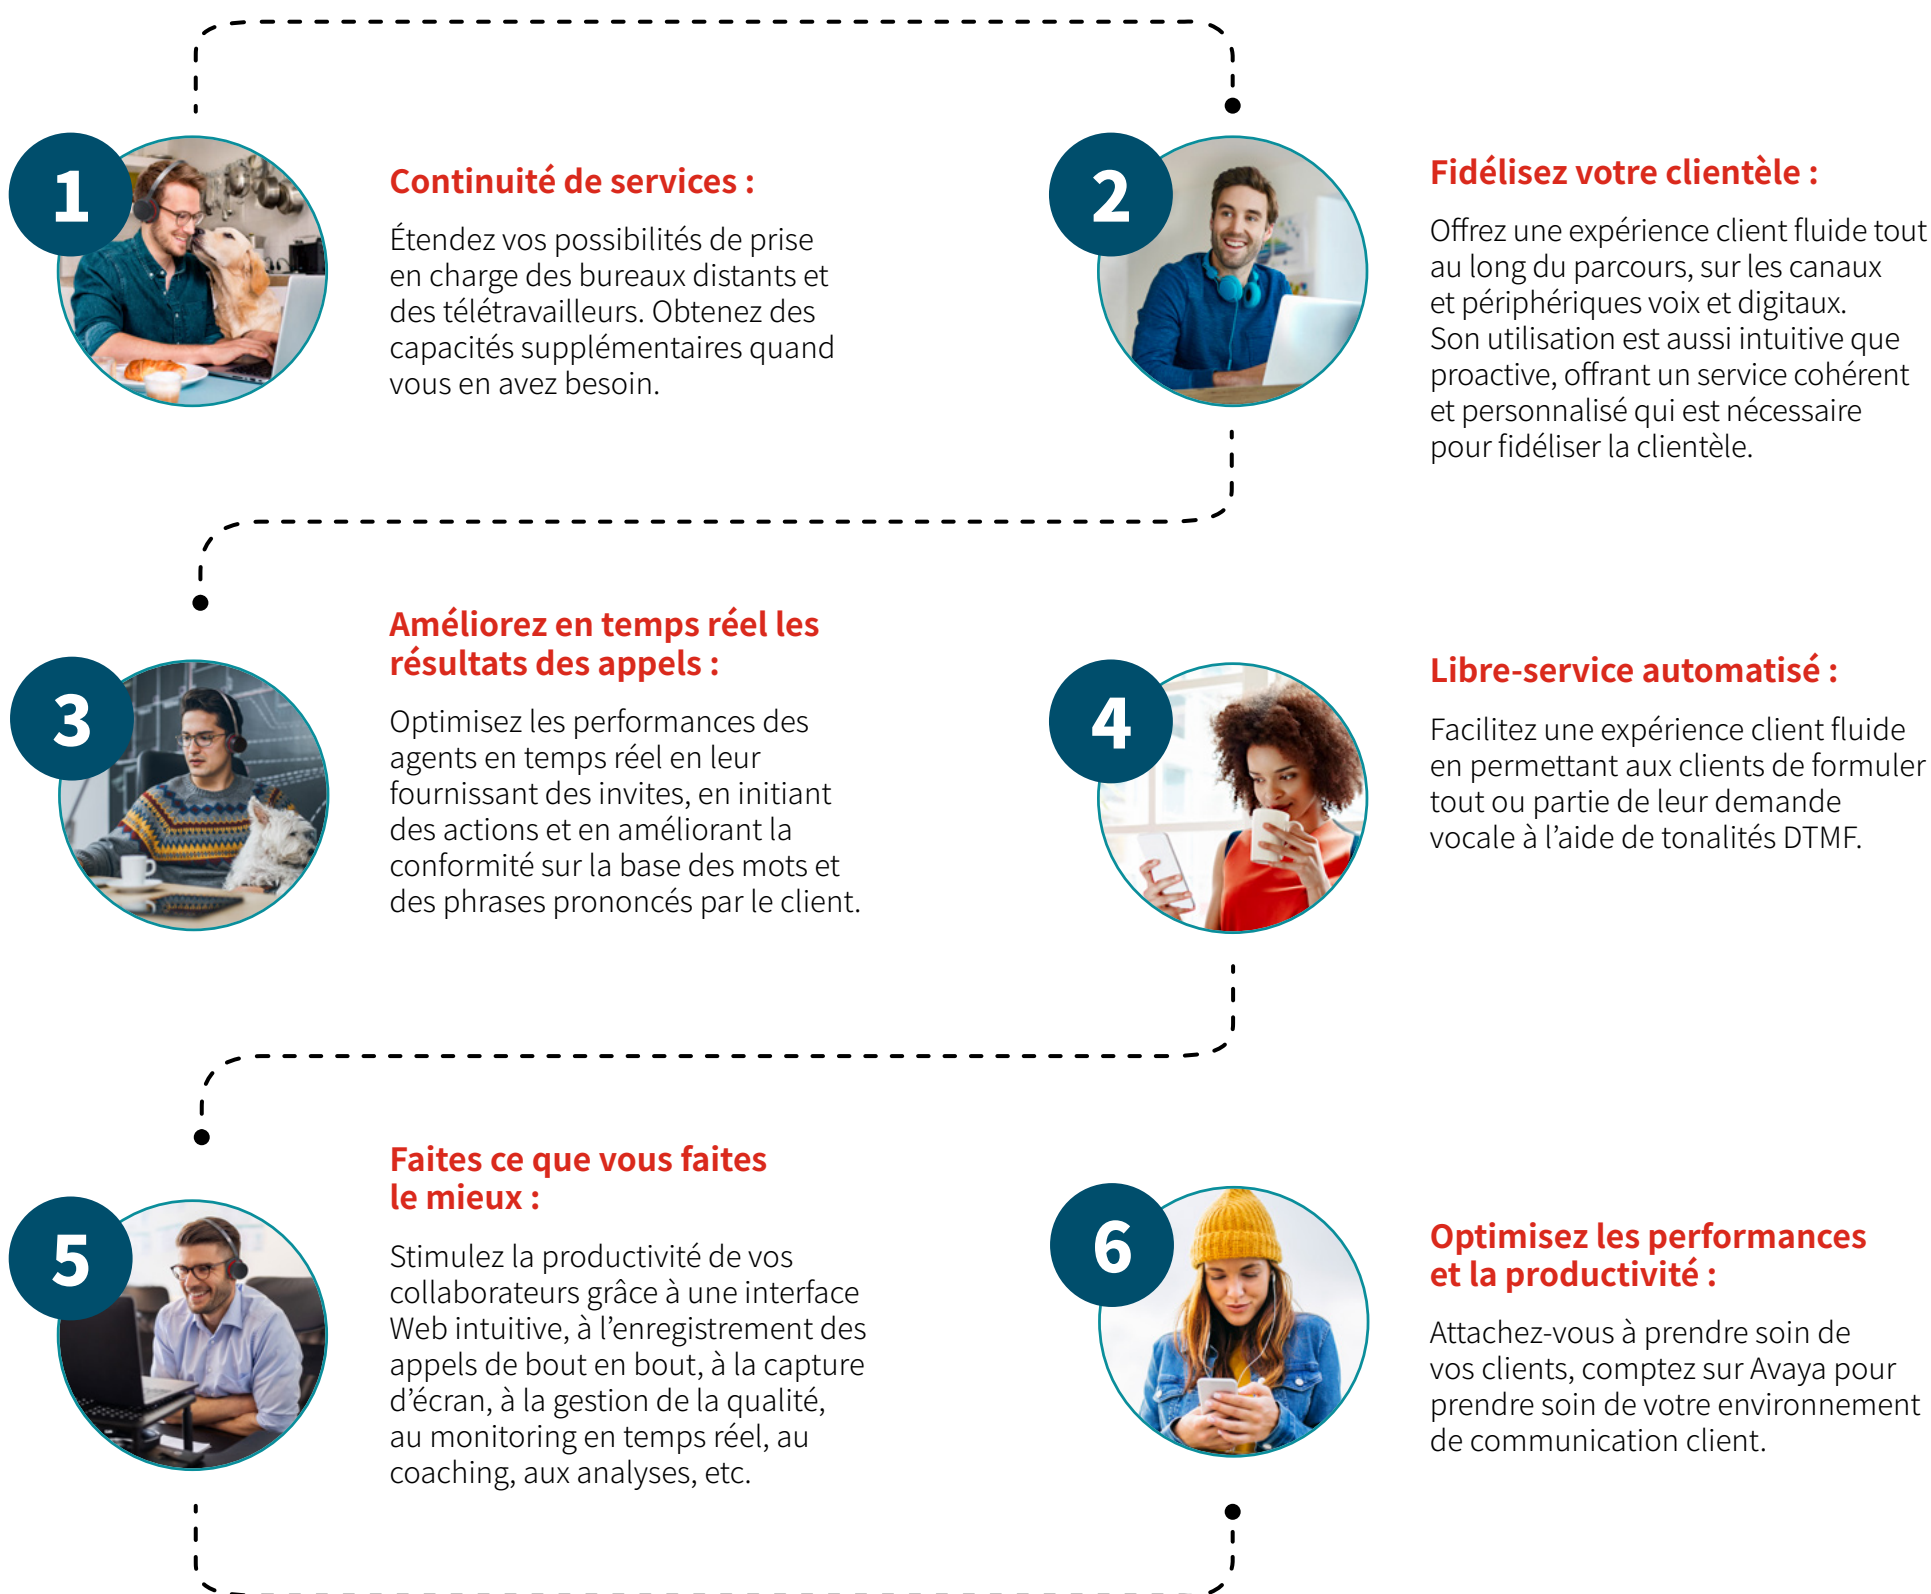 1
Continuité de services :
Étendez vos possibilités de prise
en charge des bureaux distants et
des télétravailleurs. Obtenez des
capacités supplémentaires quand
vous en avez besoin.
2
Fidélisez votre clientèle :
Offrez une expérience client fluide tout
au long du parcours, sur les canaux
et périphériques voix et digitaux.
Son utilisation est aussi intuitive que
proactive, offrant un service cohérent
et personnalisé qui est nécessaire
pour fidéliser la clientèle.
3
Améliorez en temps réel les
résultats des appels :
Optimisez les performances des
agents en temps réel en leur
fournissant des invites, en initiant
des actions et en améliorant la
conformité sur la base des mots et
des phrases prononcés par le client.
4
Libre-service automatisé :
Facilitez une expérience client fluide
en permettant aux clients de formuler
tout ou partie de leur demande
vocale à l’aide de tonalités DTMF.
5
Faites ce que vous faites
le mieux :
Stimulez la productivité de vos
collaborateurs grâce à une interface
Web intuitive, à l’enregistrement des
appels de bout en bout, à la capture
d’écran, à la gestion de la qualité,
au monitoring en temps réel, au
coaching, aux analyses, etc.
6
Optimisez les performances
et la productivité :
Attachez-vous à prendre soin de
vos clients, comptez sur Avaya pour
prendre soin de votre environnement
de communication client.